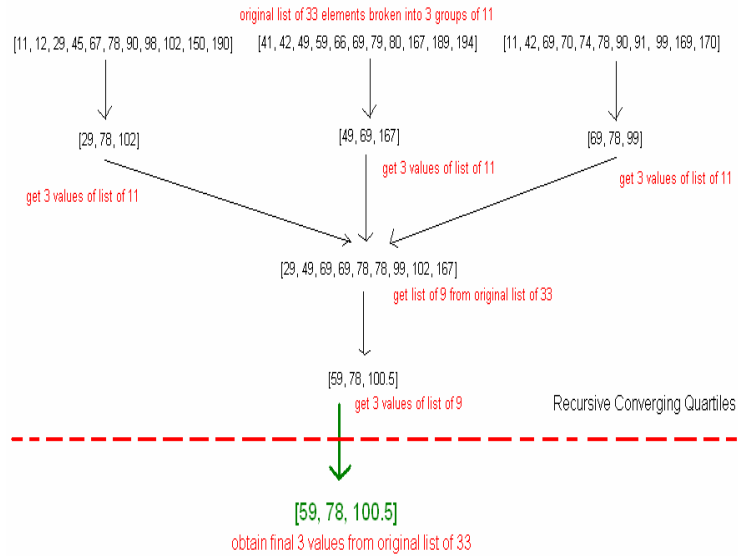 original list of 33 elements broken into 3 groups of 11
[11, 12, 29, 45, 67, 78, 90, 98, 102, 150, 190]
[41, 42, 49, 59, 66, 69, 79, 80, 167, 189, 194]
[11, 42, 69, 70, 74, 78, 90, 91, 99, 169, 170]
[29, 78, 102]
[49, 69, 167]
[69, 78, 99]
get 3 values of list of 11
get 3 values of list of 11
get 3 values of list of 11
[29, 49, 69, 69, 78, 78, 99, 102, 167]
get list of 9 from original list of 33
[59, 78, 100.5]
get 3 values of list of 9
Recursive Converging Quartiles
[59, 78, 100.5]
obtain final 3 values from original list of 33